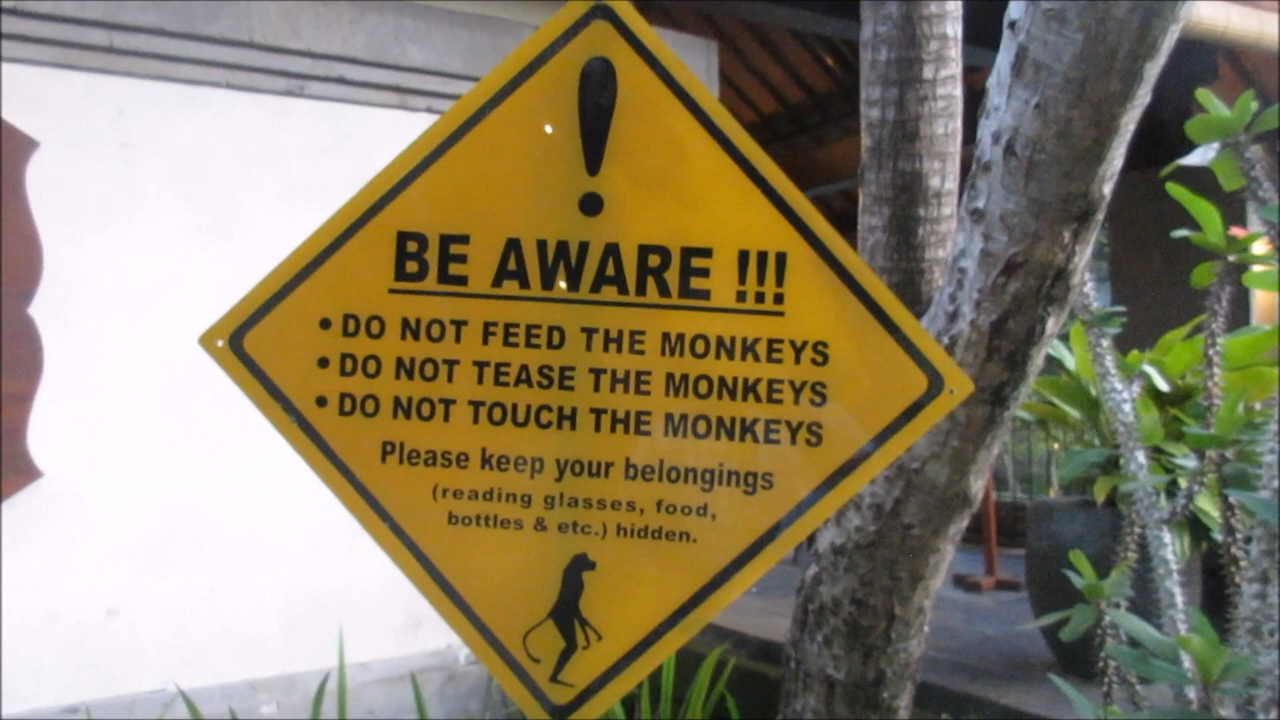 !
BE AWARE !!!
• DO NOT FEED THE MONKEYS
• DO NOT TEASE THE MONKEYS
• DO NOT TOUCH THE MONKEYS
Please keep your belongings
(reading glasses, food,
bottles & etc.) hidden.